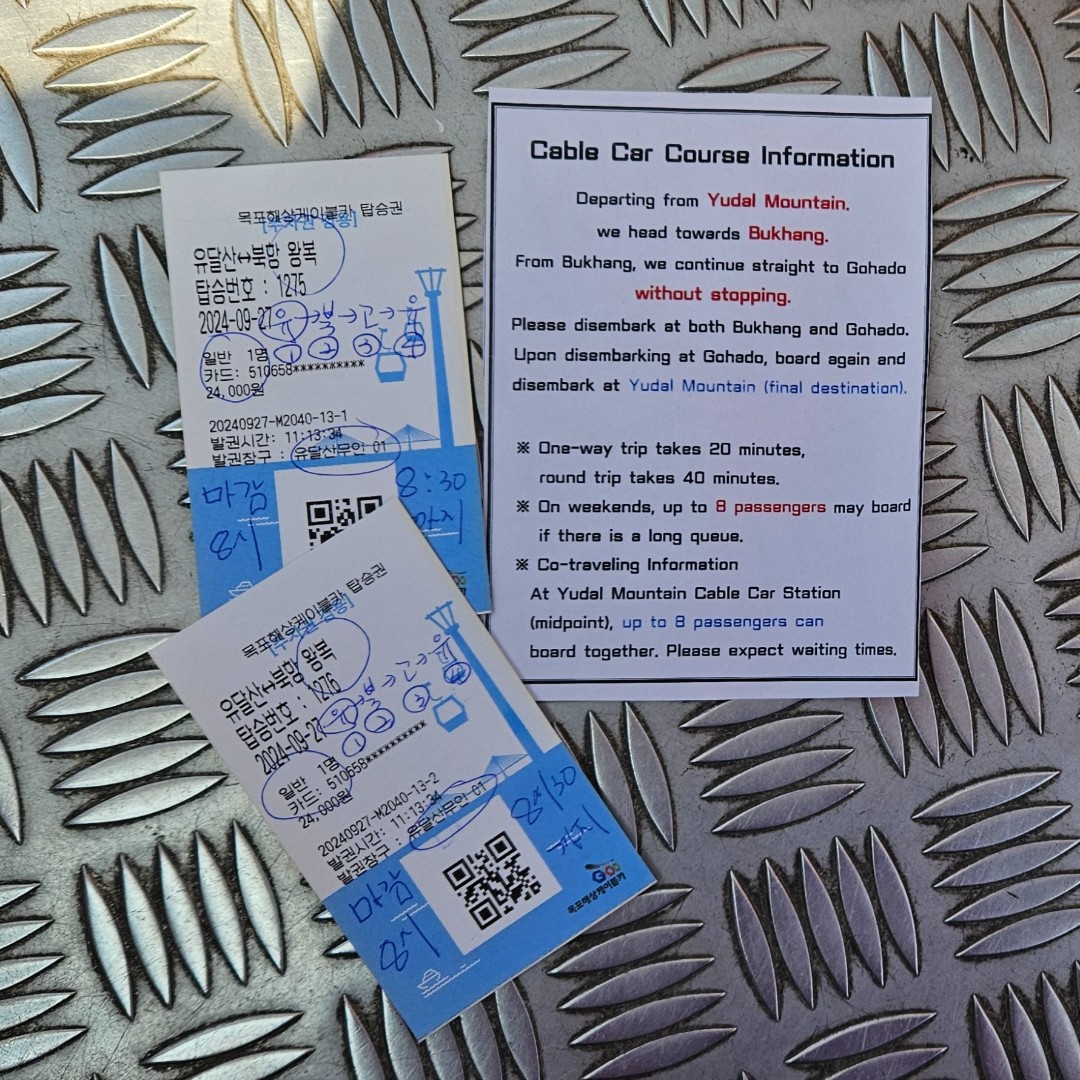 목포해상케이블카 탑승권
유달산↔북항 왕복
탑승번호 : 1275
2024-09-27
유→북→고→유
① ② ③ ④
일반 1명
카드: 510658**********
24,000원
20240927-M2040-13-1
발권시간: 11:13:34
발권창구 : 유달산무인 01
마감 8:30
8시 까지
목포해상케이블카 탑승권
유달산↔북항 왕복
탑승번호 : 1276
2024-09-27
유→북→고→유
① ② ③ ④
일반 1명
카드: 510658**********
24,000원
20240927-M2040-13-2
발권시간: 11:13:34
발권창구 : 유달산무인 01
마감 8시30
8시 까지
목포해상케이블카
Cable Car Course Information
Departing from Yudal Mountain.
we head towards Bukhang.
From Bukhang, we continue straight to Gohado
without stopping.
Please disembark at both Bukhang and Gohado.
Upon disembarking at Gohado, board again and
disembark at Yudal Mountain (final destination).
※ One-way trip takes 20 minutes,
round trip takes 40 minutes.
※ On weekends, up to 8 passengers may board
if there is a long queue.
※ Co-traveling Information
At Yudal Mountain Cable Car Station
(midpoint), up to 8 passengers can
board together. Please expect waiting times.